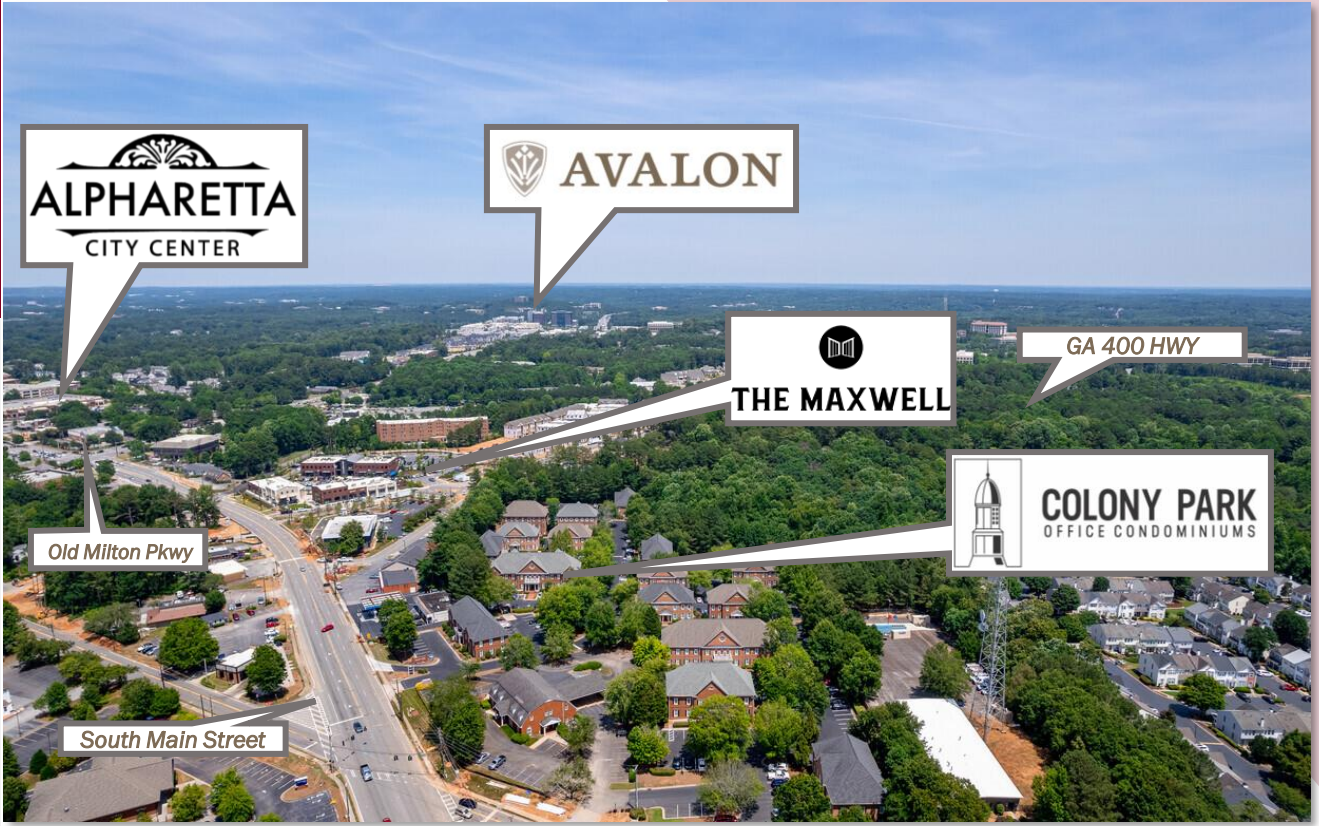 ALPHARETTA
CITY CENTER
AVALON
THE MAXWELL
GA 400 HWY
COLONY PARK
OFFICE CONDOMINIUMS
Old Milton Pkwy
South Main Street